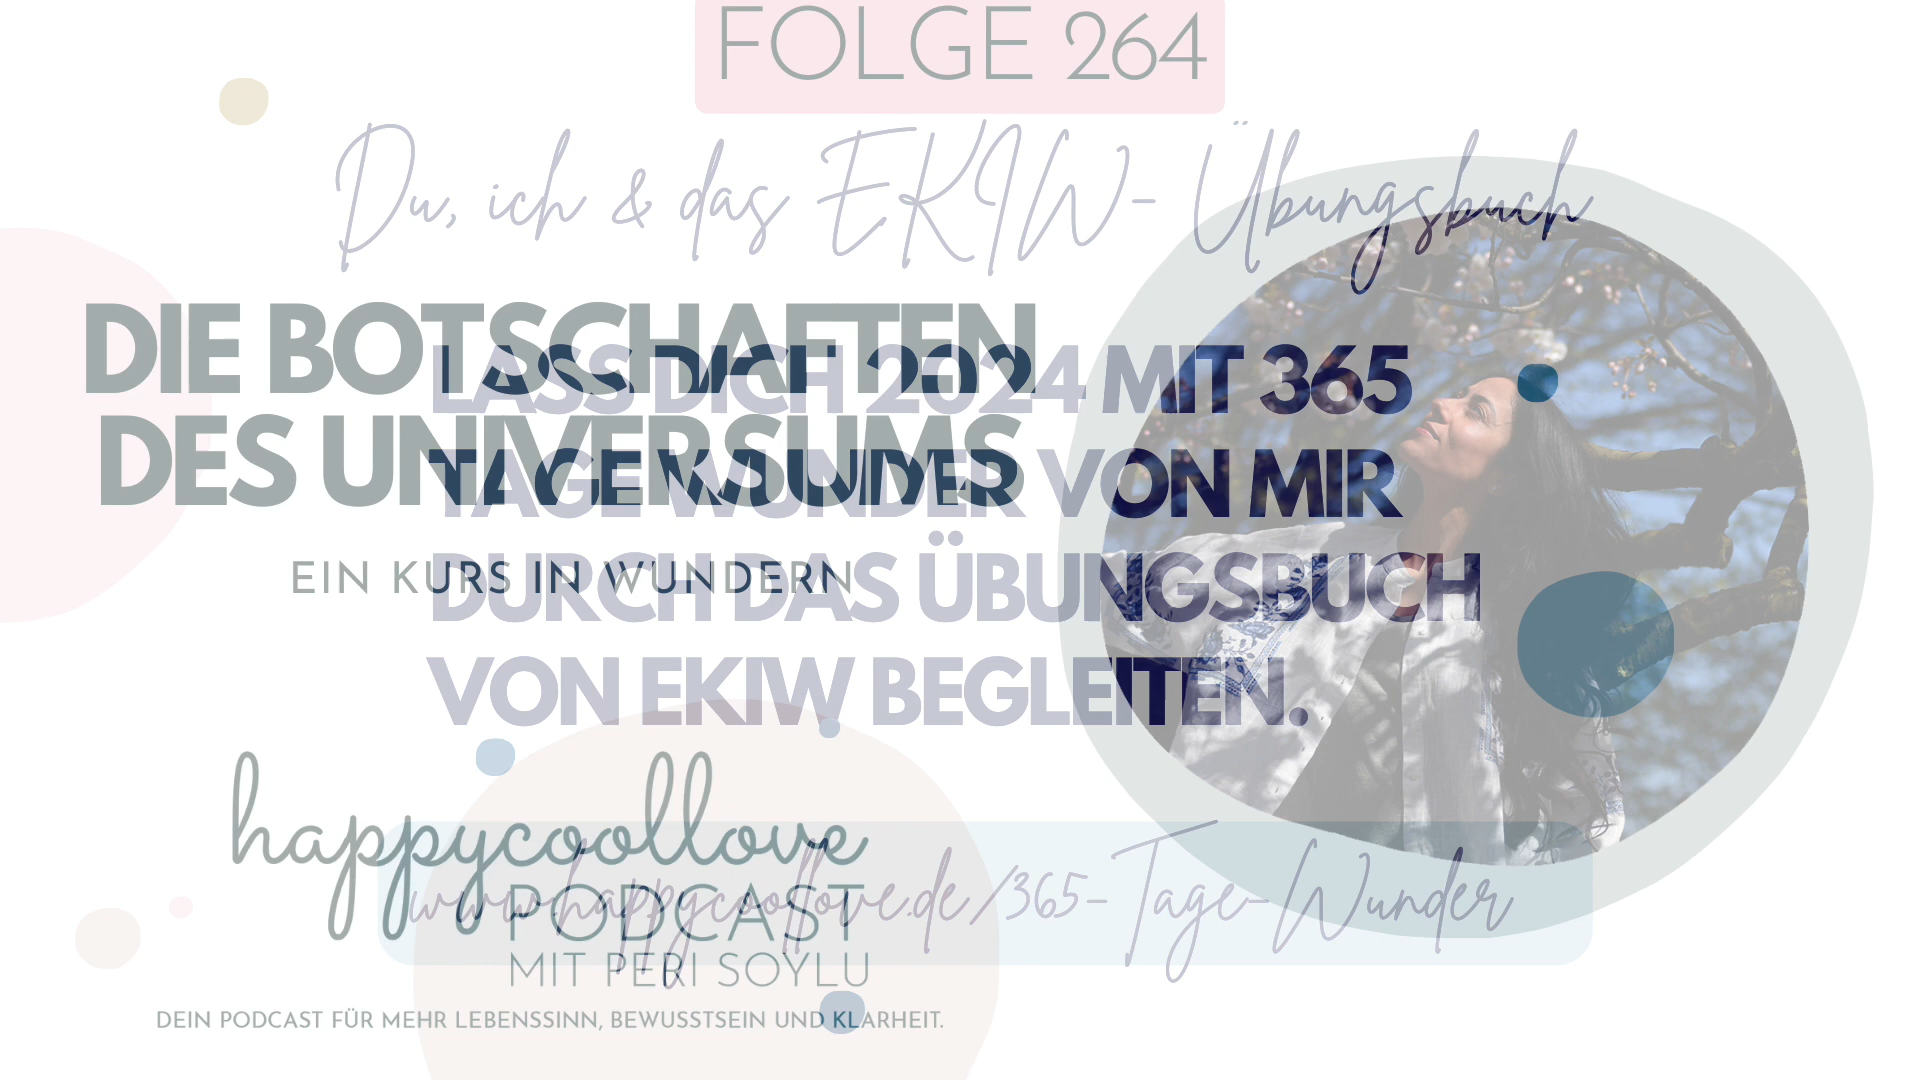 FOLGE 264
Du, ich & das EKIW- Übungsbuch
DIE BOTSCHAFTEN
DES UNIVERSUMS
EIN KURS IN WUNDERN
LASS DICH 2024 MIT 365
TAGE WUNDER VON MIR
DURCH DAS ÜBUNGSBUCH
VON EKIW BEGLEITEN.
happycoollove
PODCAST
MIT PERI SOYLU
www.happycoollove.de/365-Tage-Wunder
DEIN PODCAST FÜR MEHR LEBENSSINN, BEWUSSTSEIN UND KLARHEIT.